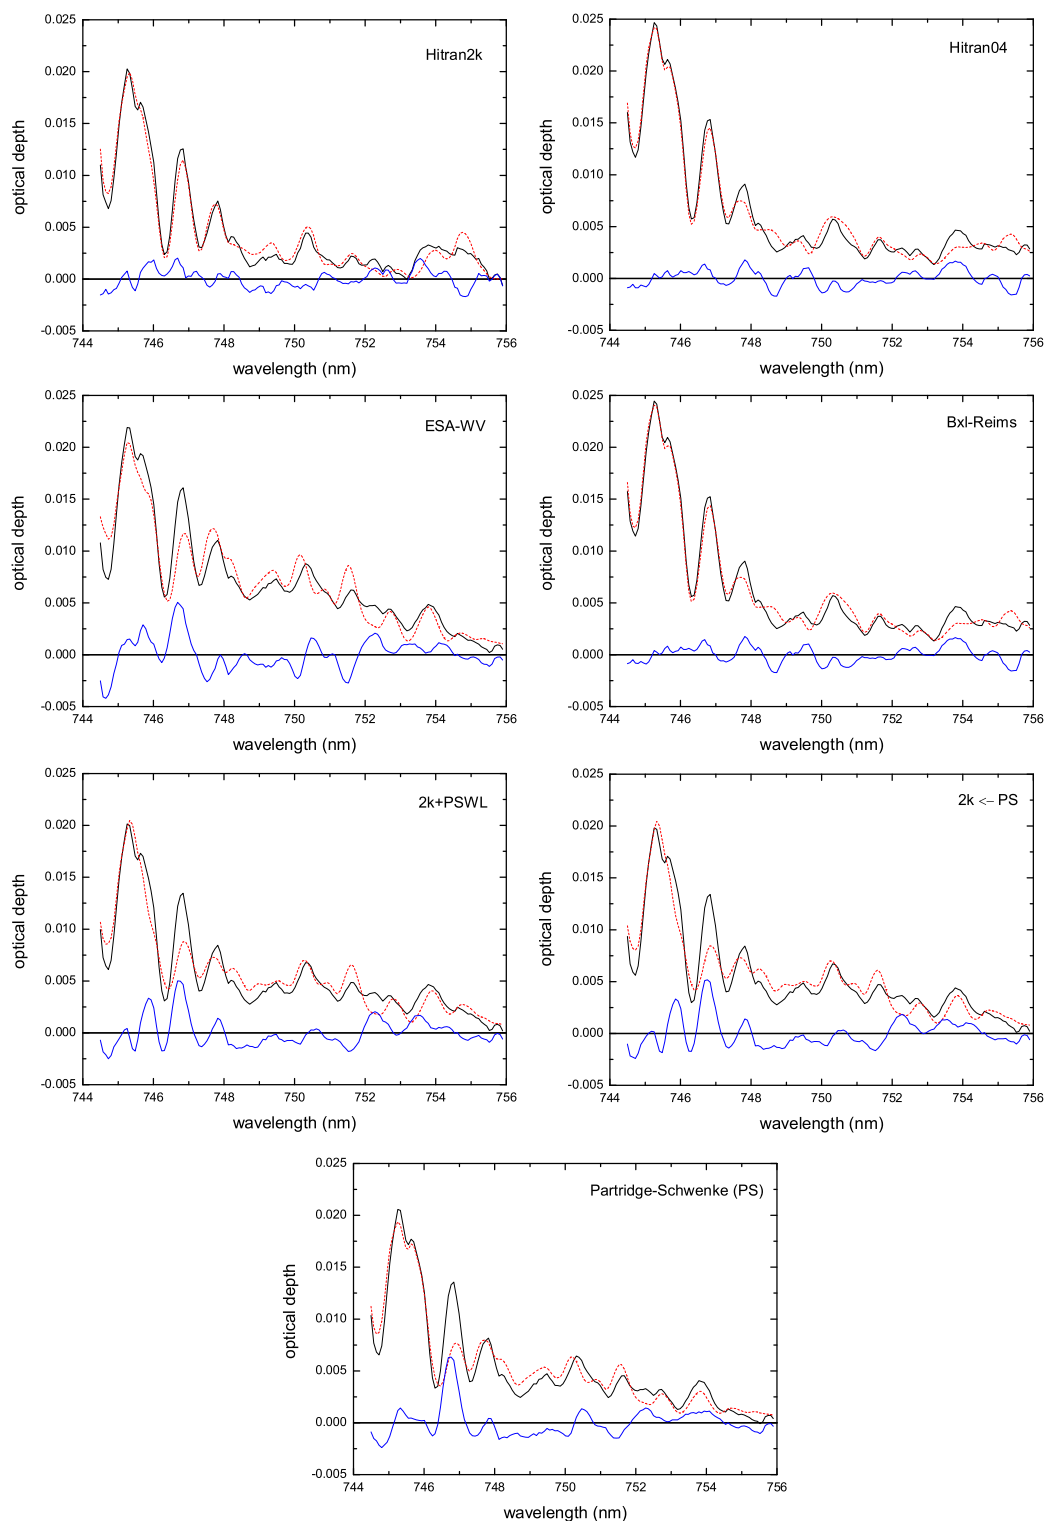 0.025
0.020
0.015
0.010
0.005
0.000
-0.005
optical depth
Hitran2k
744 746 748 750 752 754 756
wavelength (nm)
0.025
0.020
0.015
0.010
0.005
0.000
-0.005
optical depth
Hitran04
744 746 748 750 752 754 756
wavelength (nm)
0.025
0.020
0.015
0.010
0.005
0.000
-0.005
optical depth
ESA-WV
744 746 748 750 752 754 756
wavelength (nm)
0.025
0.020
0.015
0.010
0.005
0.000
-0.005
optical depth
Bxl-Reims
744 746 748 750 752 754 756
wavelength (nm)
0.025
0.020
0.015
0.010
0.005
0.000
-0.005
optical depth
2k+PSWL
744 746 748 750 752 754 756
wavelength (nm)
0.025
0.020
0.015
0.010
0.005
0.000
-0.005
optical depth
2k <– PS
744 746 748 750 752 754 756
wavelength (nm)
0.025
0.020
0.015
0.010
0.005
0.000
-0.005
optical depth
Partridge-Schwenke (PS)
744 746 748 750 752 754 756
wavelength (nm)